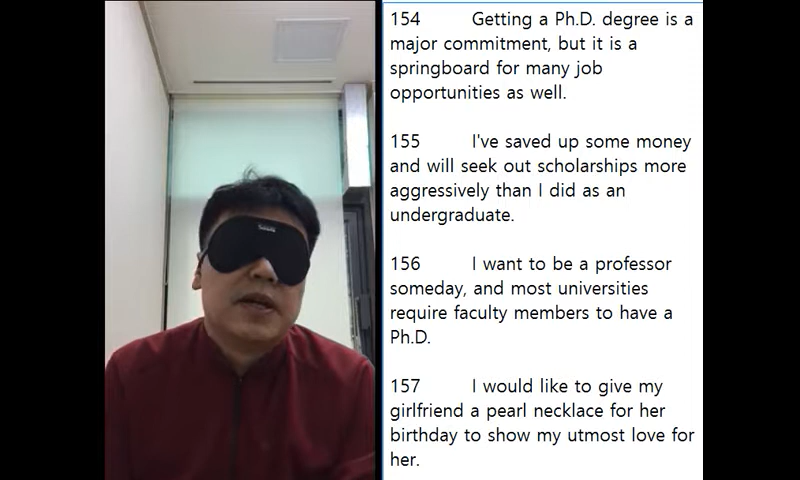 154 Getting a Ph.D. degree is a
major commitment, but it is a
springboard for many job
opportunities as well.
155 I've saved up some money
and will seek out scholarships more
aggressively than I did as an
undergraduate.
156 I want to be a professor
someday, and most universities
require faculty members to have a
Ph.D.
157 I would like to give my
girlfriend a pearl necklace for her
birthday to show my utmost love for
her.